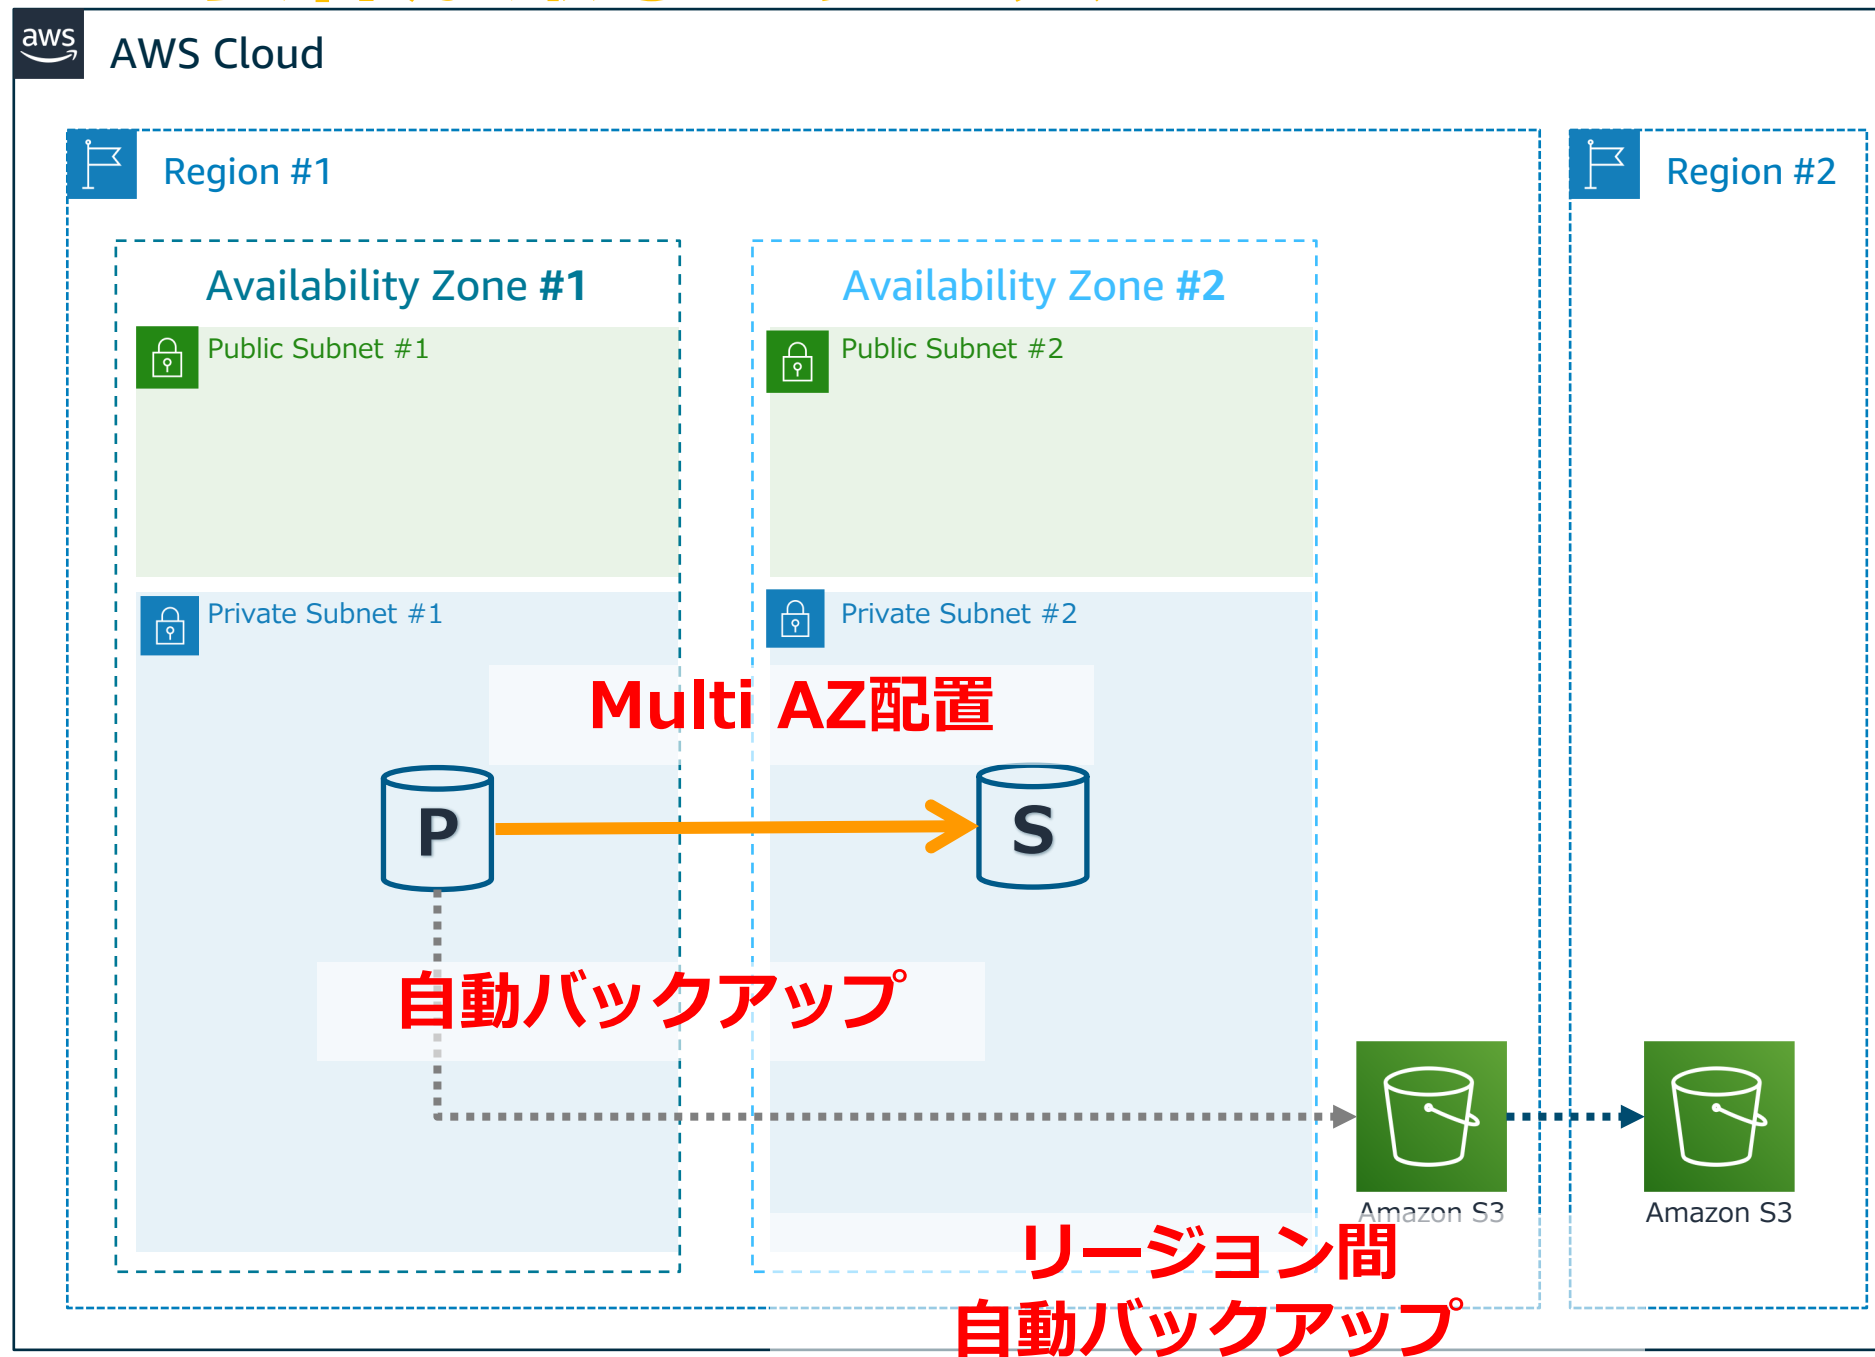 aws
AWS Cloud
Region #1
Region #2
Availability Zone #1
Availability Zone #2
Public Subnet #1
Public Subnet #2
Private Subnet #1
Private Subnet #2
Multi AZ配置
P
S
自動バックアップ
Amazon S3
Amazon S3
リージョン間
自動バックアップ